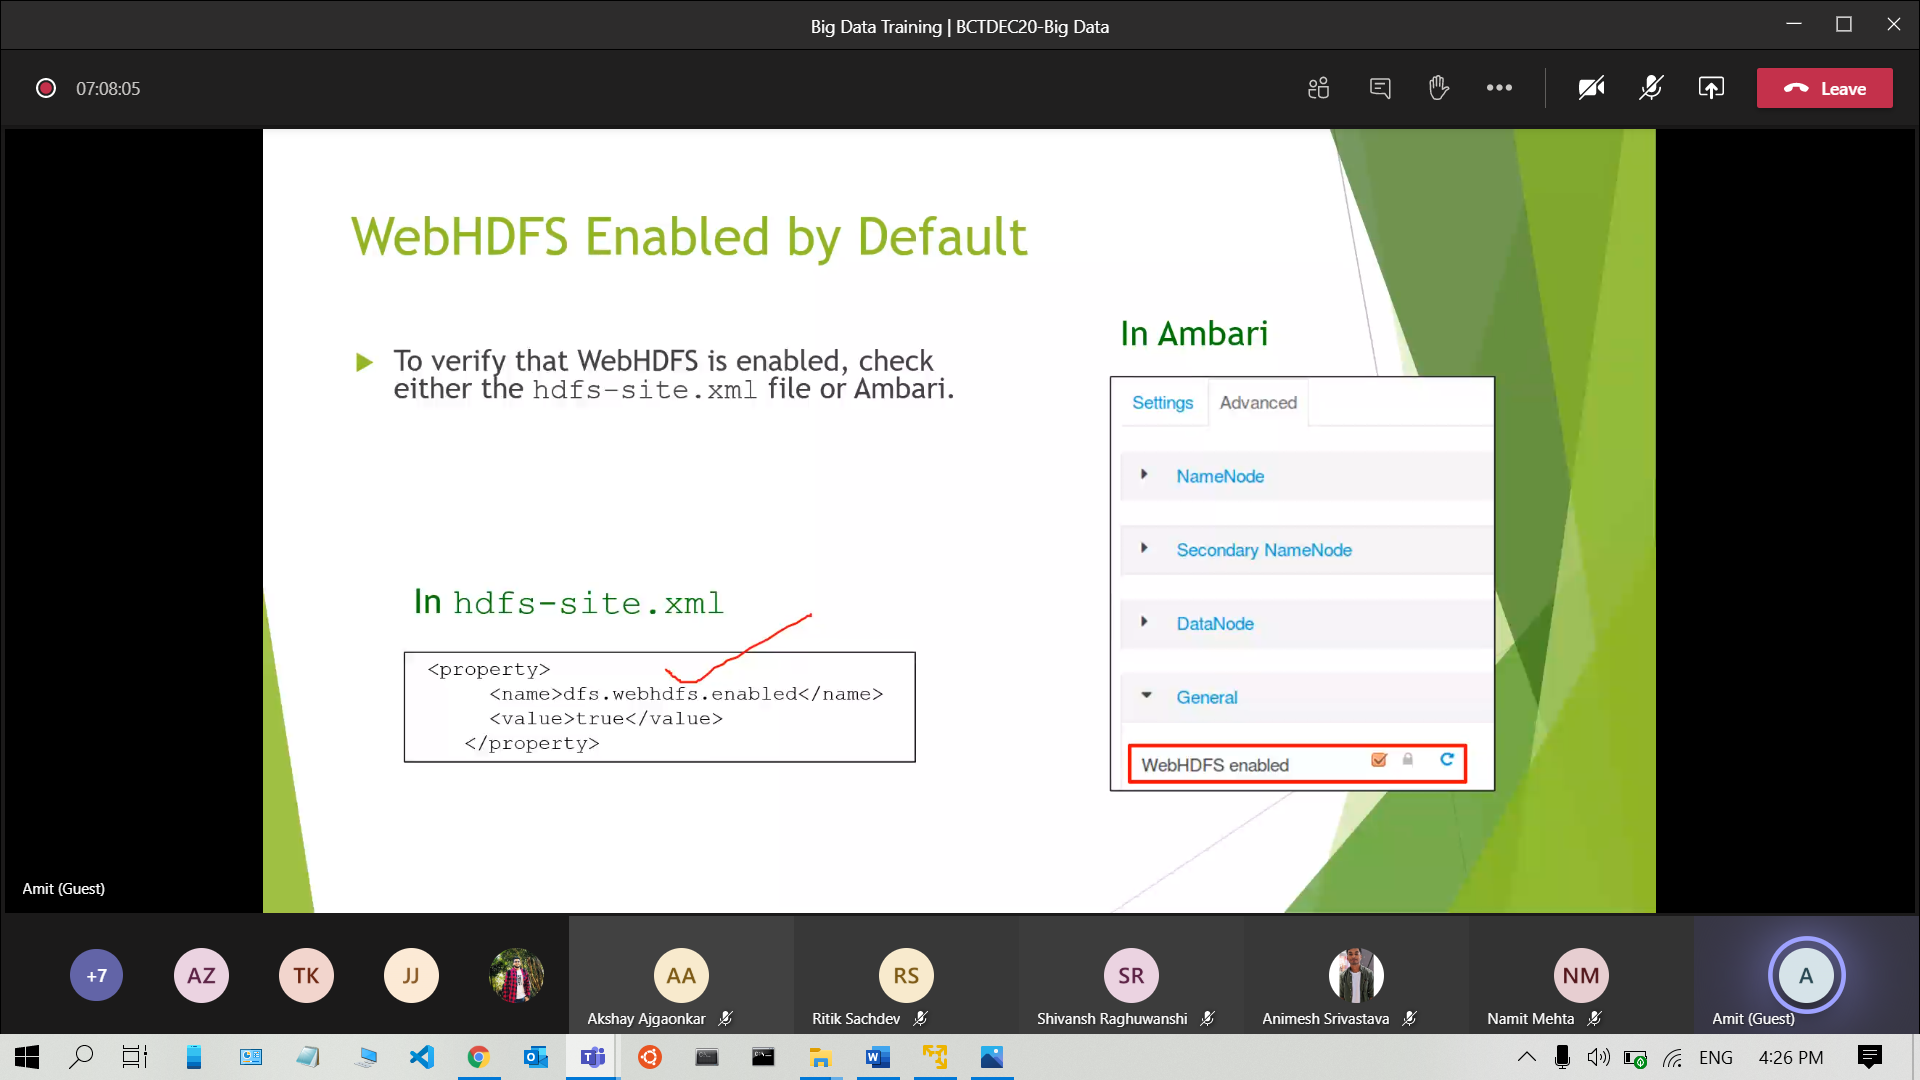 Big Data Training | BCTDEC20-Big Data
07:08:05
Leave
WebHDFS Enabled by Default
To verify that WebHDFS is enabled, check
either the hdfs-site.xml file or Ambari.
In hdfs-site.xml
<property>
<name>dfs.webhdfs.enabled</name>
<value>true</value>
</property>
In Ambari
Settings Advanced
NameNode
Secondary NameNode
DataNode
General
WebHDFS enabled
Amit (Guest)
+7 AZ TK JJ AA RS SR NM A
Akshay Ajgaonkar Ritik Sachdev Shivansh Raghuwanshi Animesh Srivastava Namit Mehta Amit (Guest)
ENG 4:26 PM